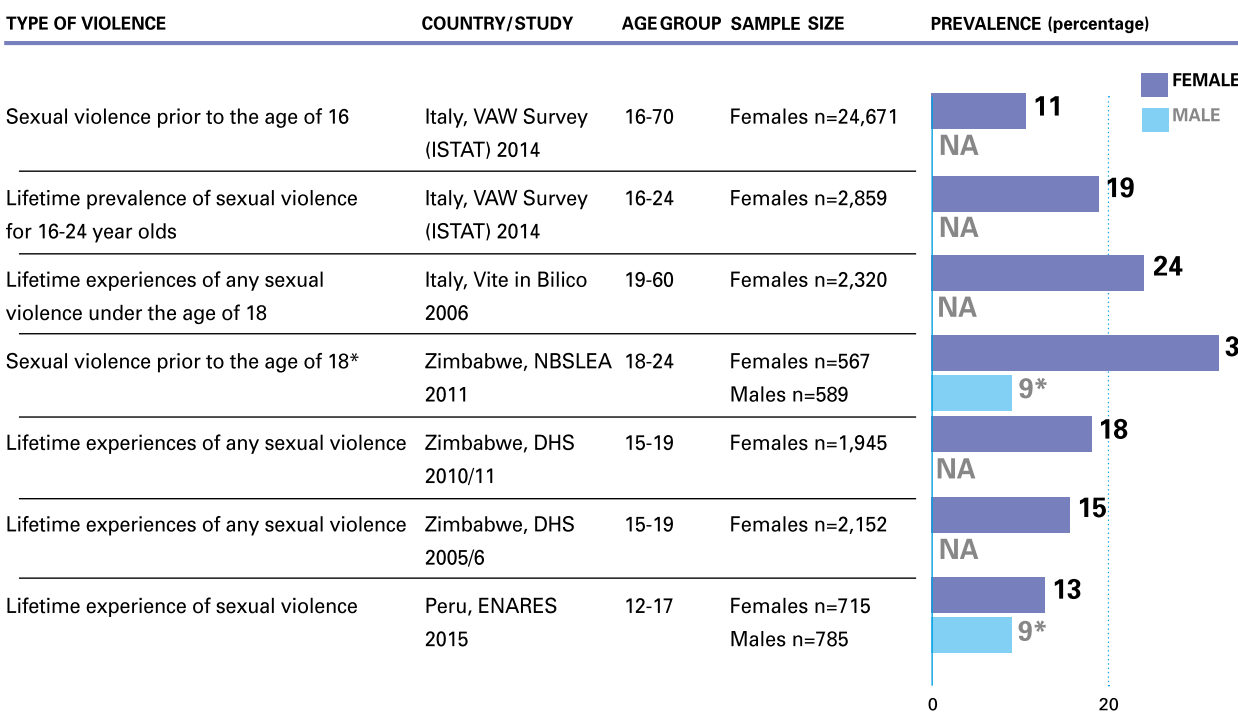 TYPE OF VIOLENCE COUNTRY/STUDY AGE GROUP SAMPLE SIZE PREVALENCE (percentage)
FEMALE
MALE
Sexual violence prior to the age of 16 Italy, VAW Survey 16-70 Females n=24,671 11
(ISTAT) 2014 NA
Lifetime prevalence of sexual violence Italy, VAW Survey 16-24 Females n=2,859 19
for 16-24 year olds (ISTAT) 2014 NA
Lifetime experiences of any sexual Italy, Vite in Bilico 19-60 Females n=2,320 24
violence under the age of 18 2006 NA
Sexual violence prior to the age of 18* Zimbabwe, NBSLEA 18-24 Females n=567
2011 Males n=589 9*
Lifetime experiences of any sexual violence Zimbabwe, DHS 15-19 Females n=1,945 18
2010/11 NA
Lifetime experiences of any sexual violence Zimbabwe, DHS 15-19 Females n=2,152 15
2005/6 NA
Lifetime experience of sexual violence Peru, ENARES 12-17 Females n=715 13
2015 Males n=785 9*
0 20